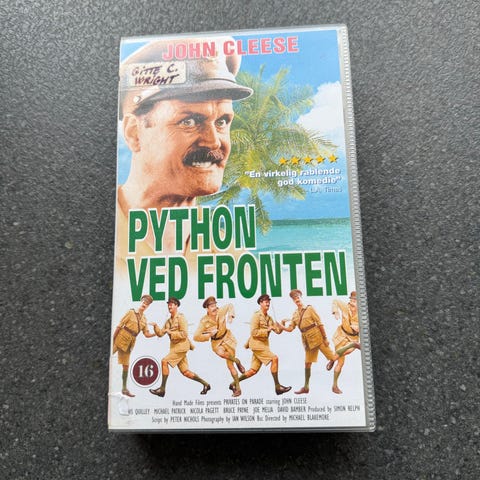 JOHN CLEESE
GITTE C.
WRIGHT
"En virkelig rablende
god komedie"
L.A. Times
PYTHON
VED FRONTEN
16
Hand Made Films presents PRIVATES ON PARADE starring JOHN CLEESE
IS QUILLEY MICHAEL PATRICK NICOLA PAGETT BRUCE PAYNE JOE MELIA DAVID BAMBER Produced by SIMON RELPH
Script by PETER NICHOLS Photography by IAN WILSON Bsc Directed by MICHAEL BLAKEMORE